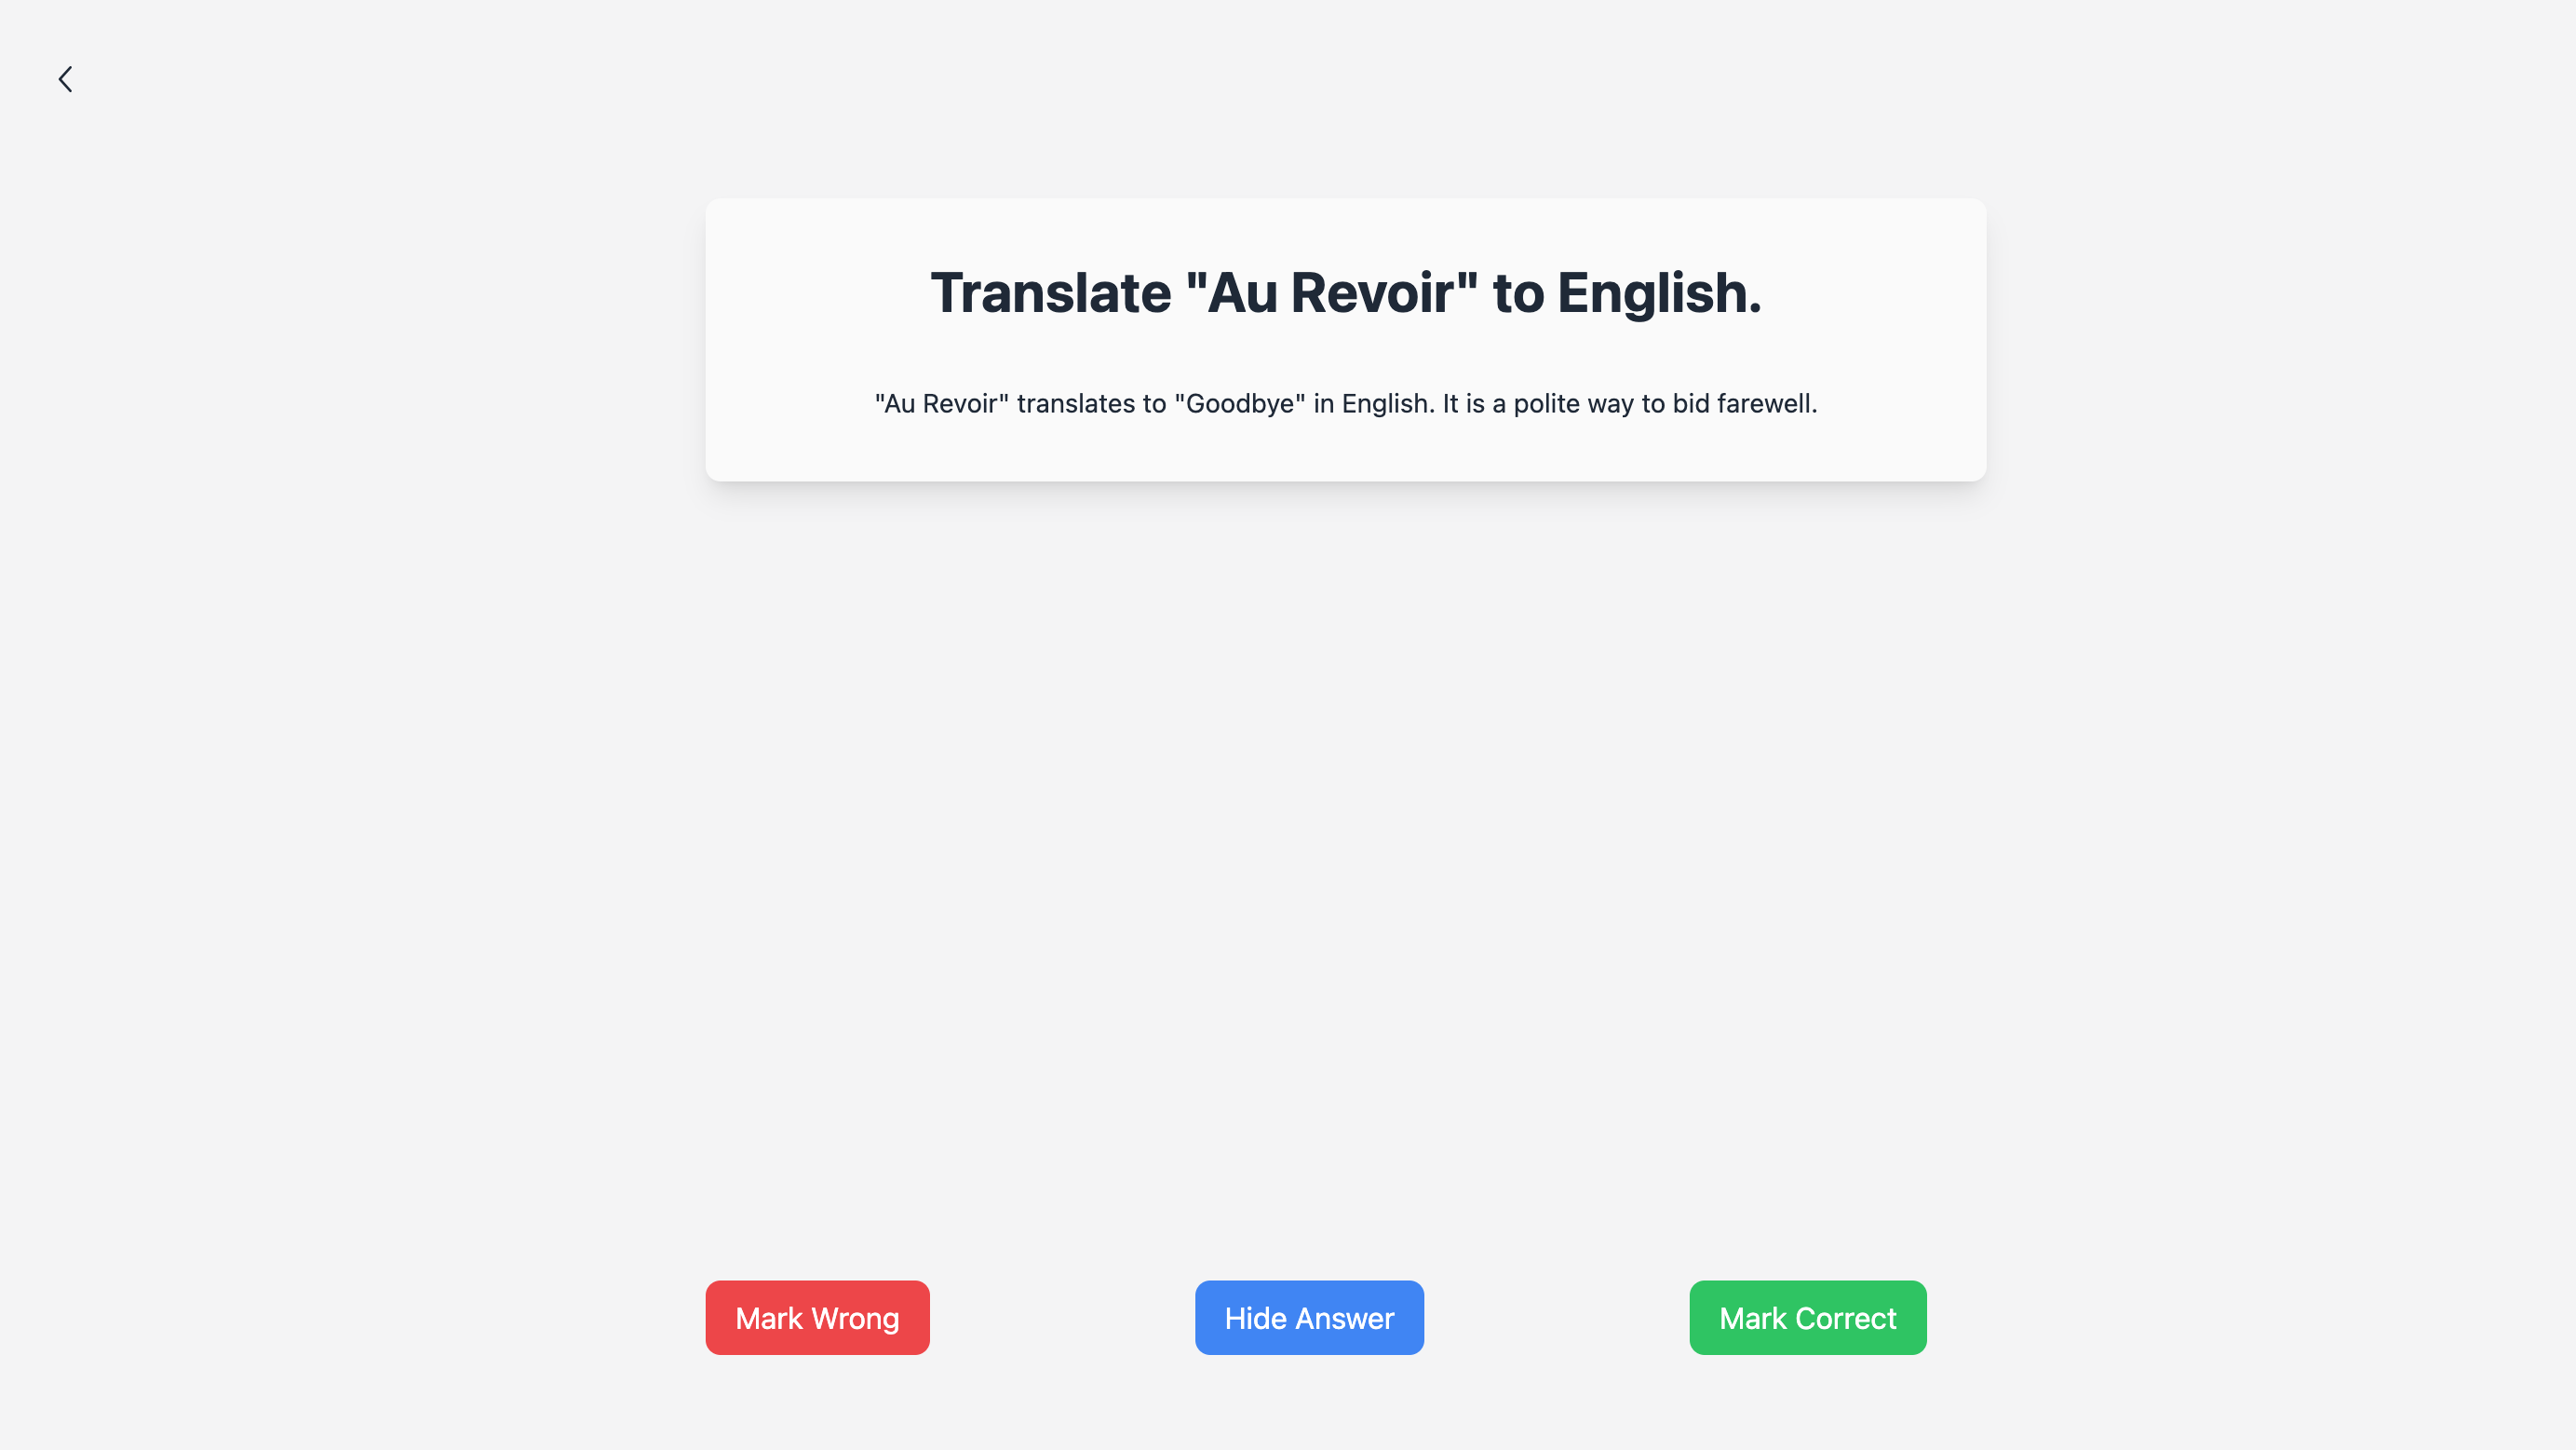 Translate "Au Revoir" to English.
"Au Revoir" translates to "Goodbye" in English. It is a polite way to bid farewell.
Mark Wrong
Hide Answer
Mark Correct